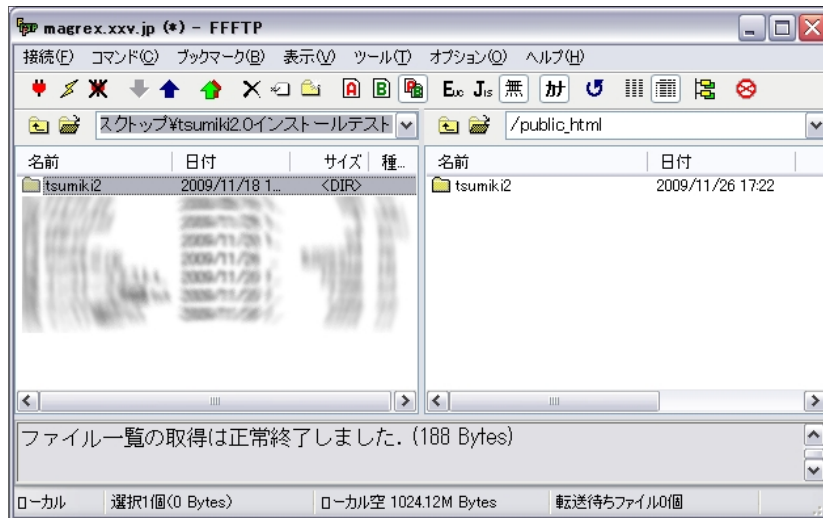 magrex.xxv.jp (*) - FFFTP
接続(F) コマンド(C) ブックマーク(B) 表示(V) ツール(T) オプション(O) ヘルプ(H)
A B Euc JIS 無 カナ
スクトップ¥tsumiki2.0インストールテスト /public_html
名前 日付 サイズ 種... 名前 日付
tsumiki2 2009/11/18 1... <DIR> tsumiki2 2009/11/26 17:22
ファイル一覧の取得は正常終了しました. (188 Bytes)
ローカル 選択1個(0 Bytes) ローカル空 1024.12M Bytes 転送待ちファイル0個